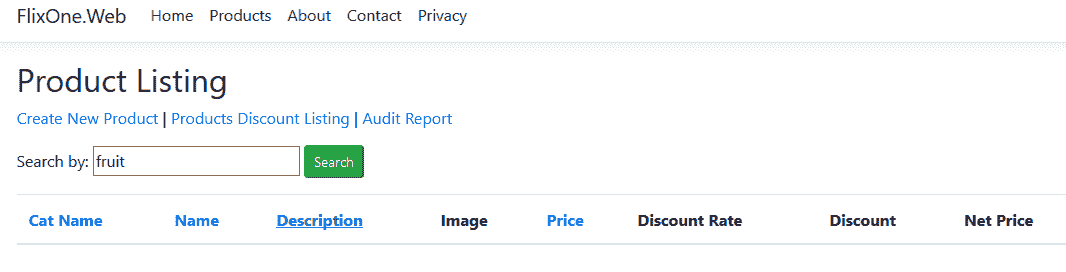 FlixOne.Web Home Products About Contact Privacy
Product Listing
Create New Product | Products Discount Listing | Audit Report
Search by: fruit Search
Cat Name Name Description Image Price Discount Rate Discount Net Price